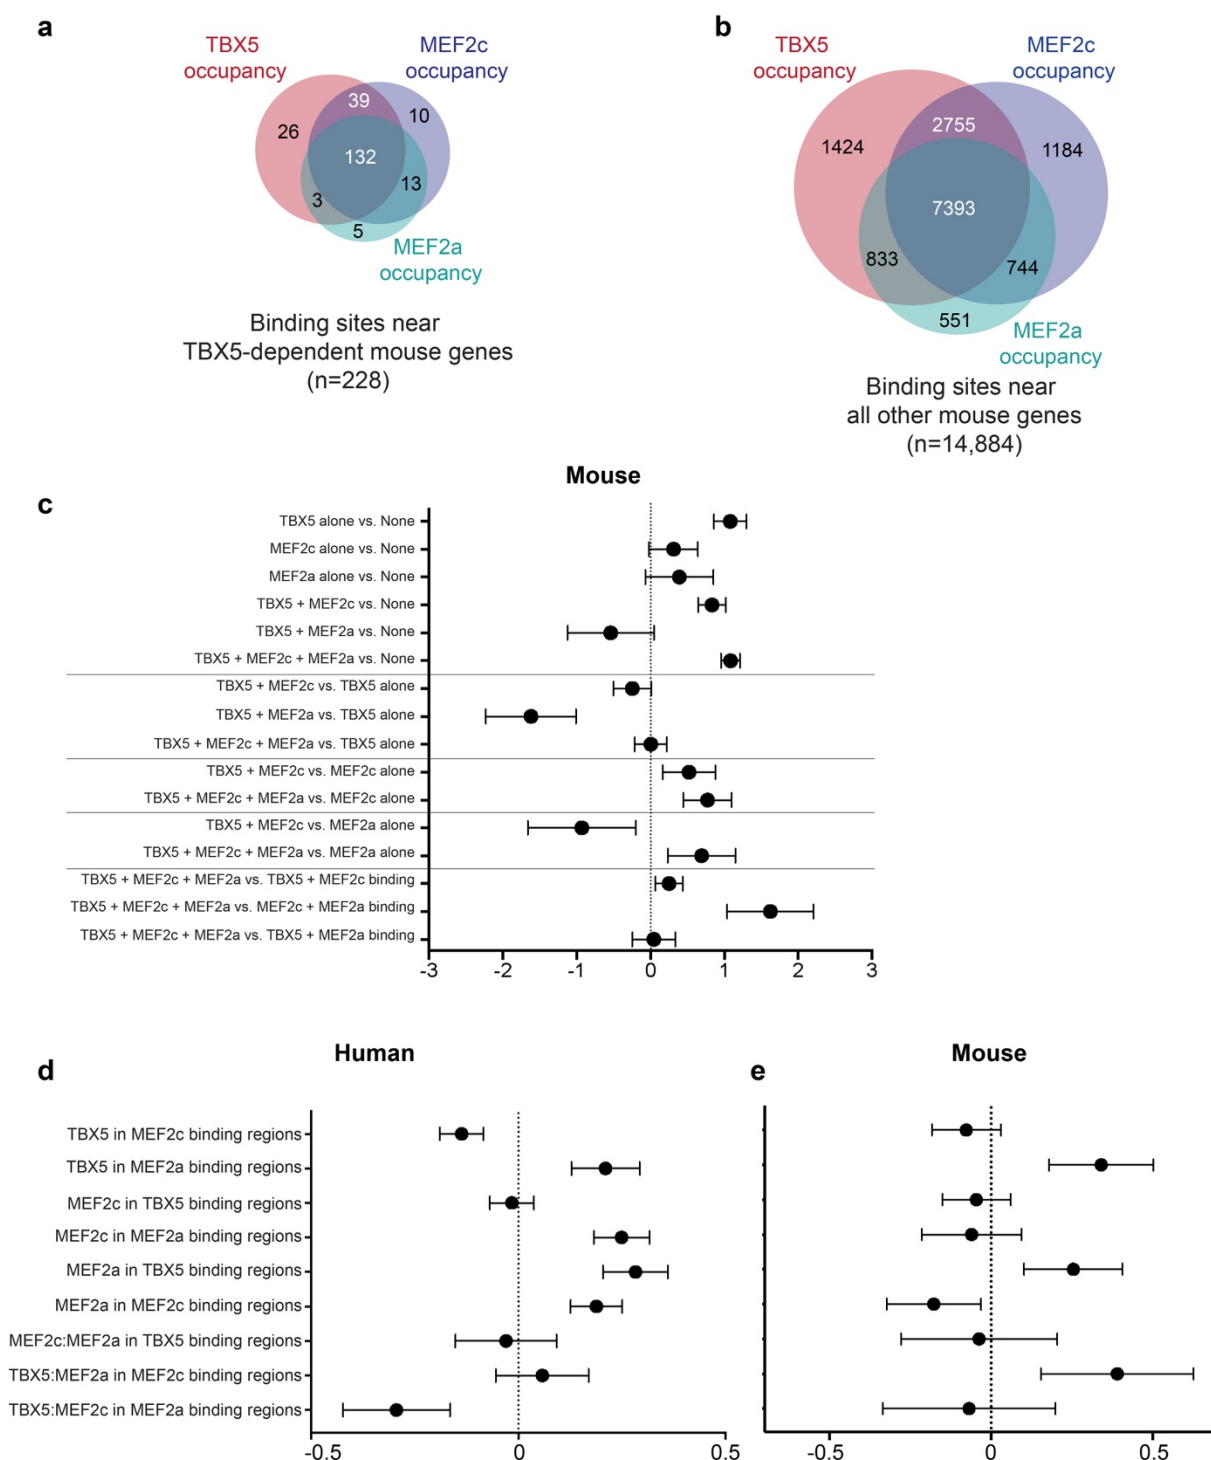 a
TBX5
occupancy
MEF2c
occupancy
39
10
26
132
13
3
5
MEF2a
occupancy
Binding sites near
TBX5-dependent mouse genes
(n=228)
b
TBX5
occupancy
MEF2c
occupancy
2755
1424
1184
7393
833
744
551
MEF2a
occupancy
Binding sites near
all other mouse genes
(n=14,884)
c
Mouse
TBX5 alone vs. None
MEF2c alone vs. None
MEF2a alone vs. None
TBX5 + MEF2c vs. None
TBX5 + MEF2a vs. None
TBX5 + MEF2c + MEF2a vs. None
TBX5 + MEF2c vs. TBX5 alone
TBX5 + MEF2a vs. TBX5 alone
TBX5 + MEF2c + MEF2a vs. TBX5 alone
TBX5 + MEF2c vs. MEF2c alone
TBX5 + MEF2c + MEF2a vs. MEF2c alone
TBX5 + MEF2c vs. MEF2a alone
TBX5 + MEF2c + MEF2a vs. MEF2a alone
TBX5 + MEF2c + MEF2a vs. TBX5 + MEF2c binding
TBX5 + MEF2c + MEF2a vs. MEF2c + MEF2a binding
TBX5 + MEF2c + MEF2a vs. TBX5 + MEF2a binding
-3 -2 -1 0 1 2 3
d
Human
TBX5 in MEF2c binding regions
TBX5 in MEF2a binding regions
MEF2c in TBX5 binding regions
MEF2c in MEF2a binding regions
MEF2a in TBX5 binding regions
MEF2a in MEF2c binding regions
MEF2c:MEF2a in TBX5 binding regions
TBX5:MEF2a in MEF2c binding regions
TBX5:MEF2c in MEF2a binding regions
-0.5 0 0.5
e
Mouse
-0.5 0 0.5